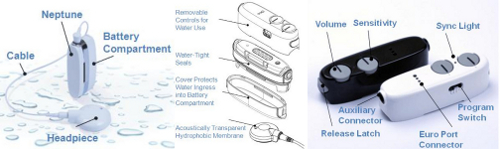 Neptune
Battery
Compartment
Cable
Headpiece
Removable
Controls for
Water Use
Water-Tight
Seals
Cover Protects
Water Ingress
into Battery
Compartment
Acoustically Transparent
Hydrophobic Membrane
Volume
Sensitivity
Sync Light
Auxiliary
Connector
Release Latch
Program
Switch
Euro Port
Connector